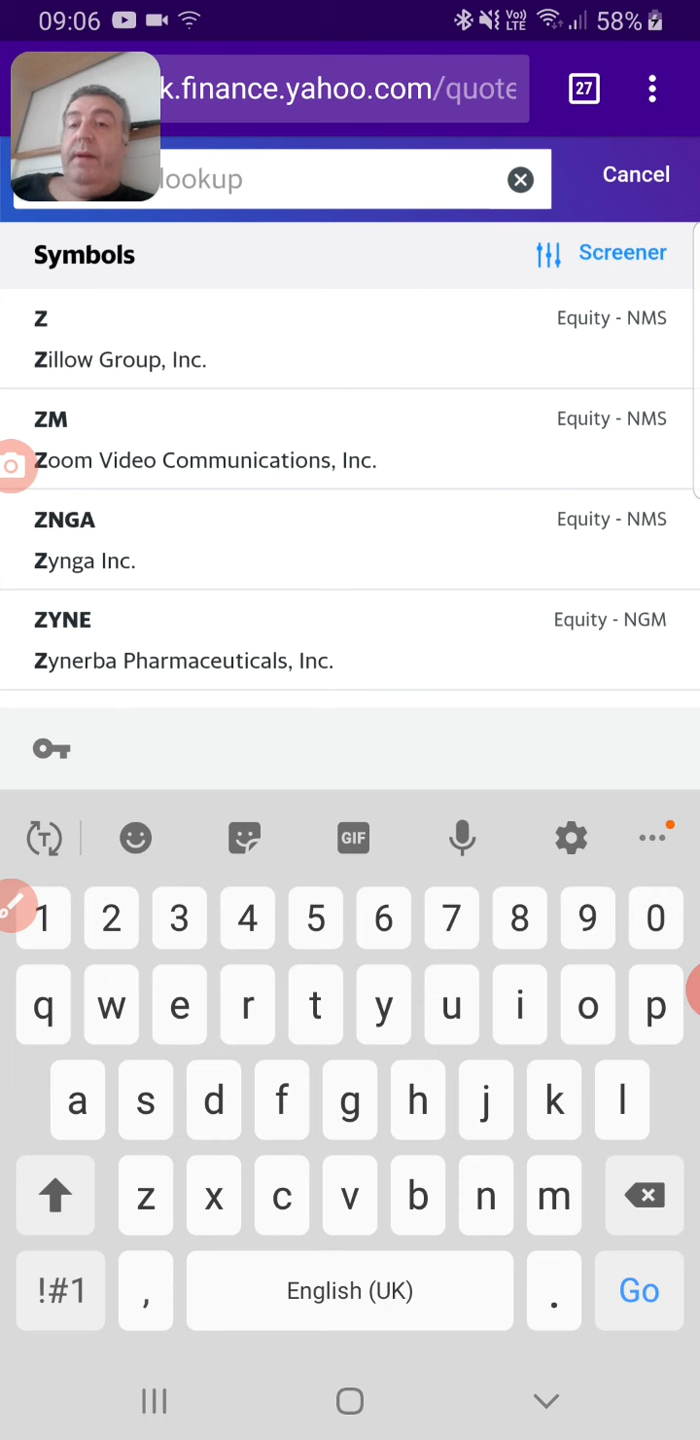 09:06 Vo) LTE 58%
k.finance.yahoo.com/quote 27
lookup Cancel
Symbols Screener
Z Equity - NMS
Zillow Group, Inc.
ZM Equity - NMS
Zoom Video Communications, Inc.
ZNGA Equity - NMS
Zynga Inc.
ZYNE Equity - NGM
Zynerba Pharmaceuticals, Inc.
T GIF
1 2 3 4 5 6 7 8 9 0
q w e r t y u i o p
a s d f g h j k l
z x c v b n m
!#1 , English (UK) . Go